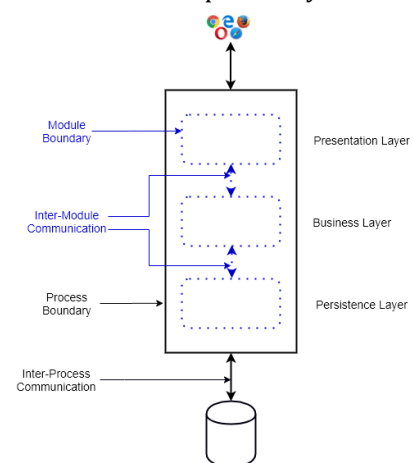 Module
Boundary
Presentation Layer
Inter-Module
Communication
Business Layer
Process
Boundary
Persistence Layer
Inter-Process
Communication